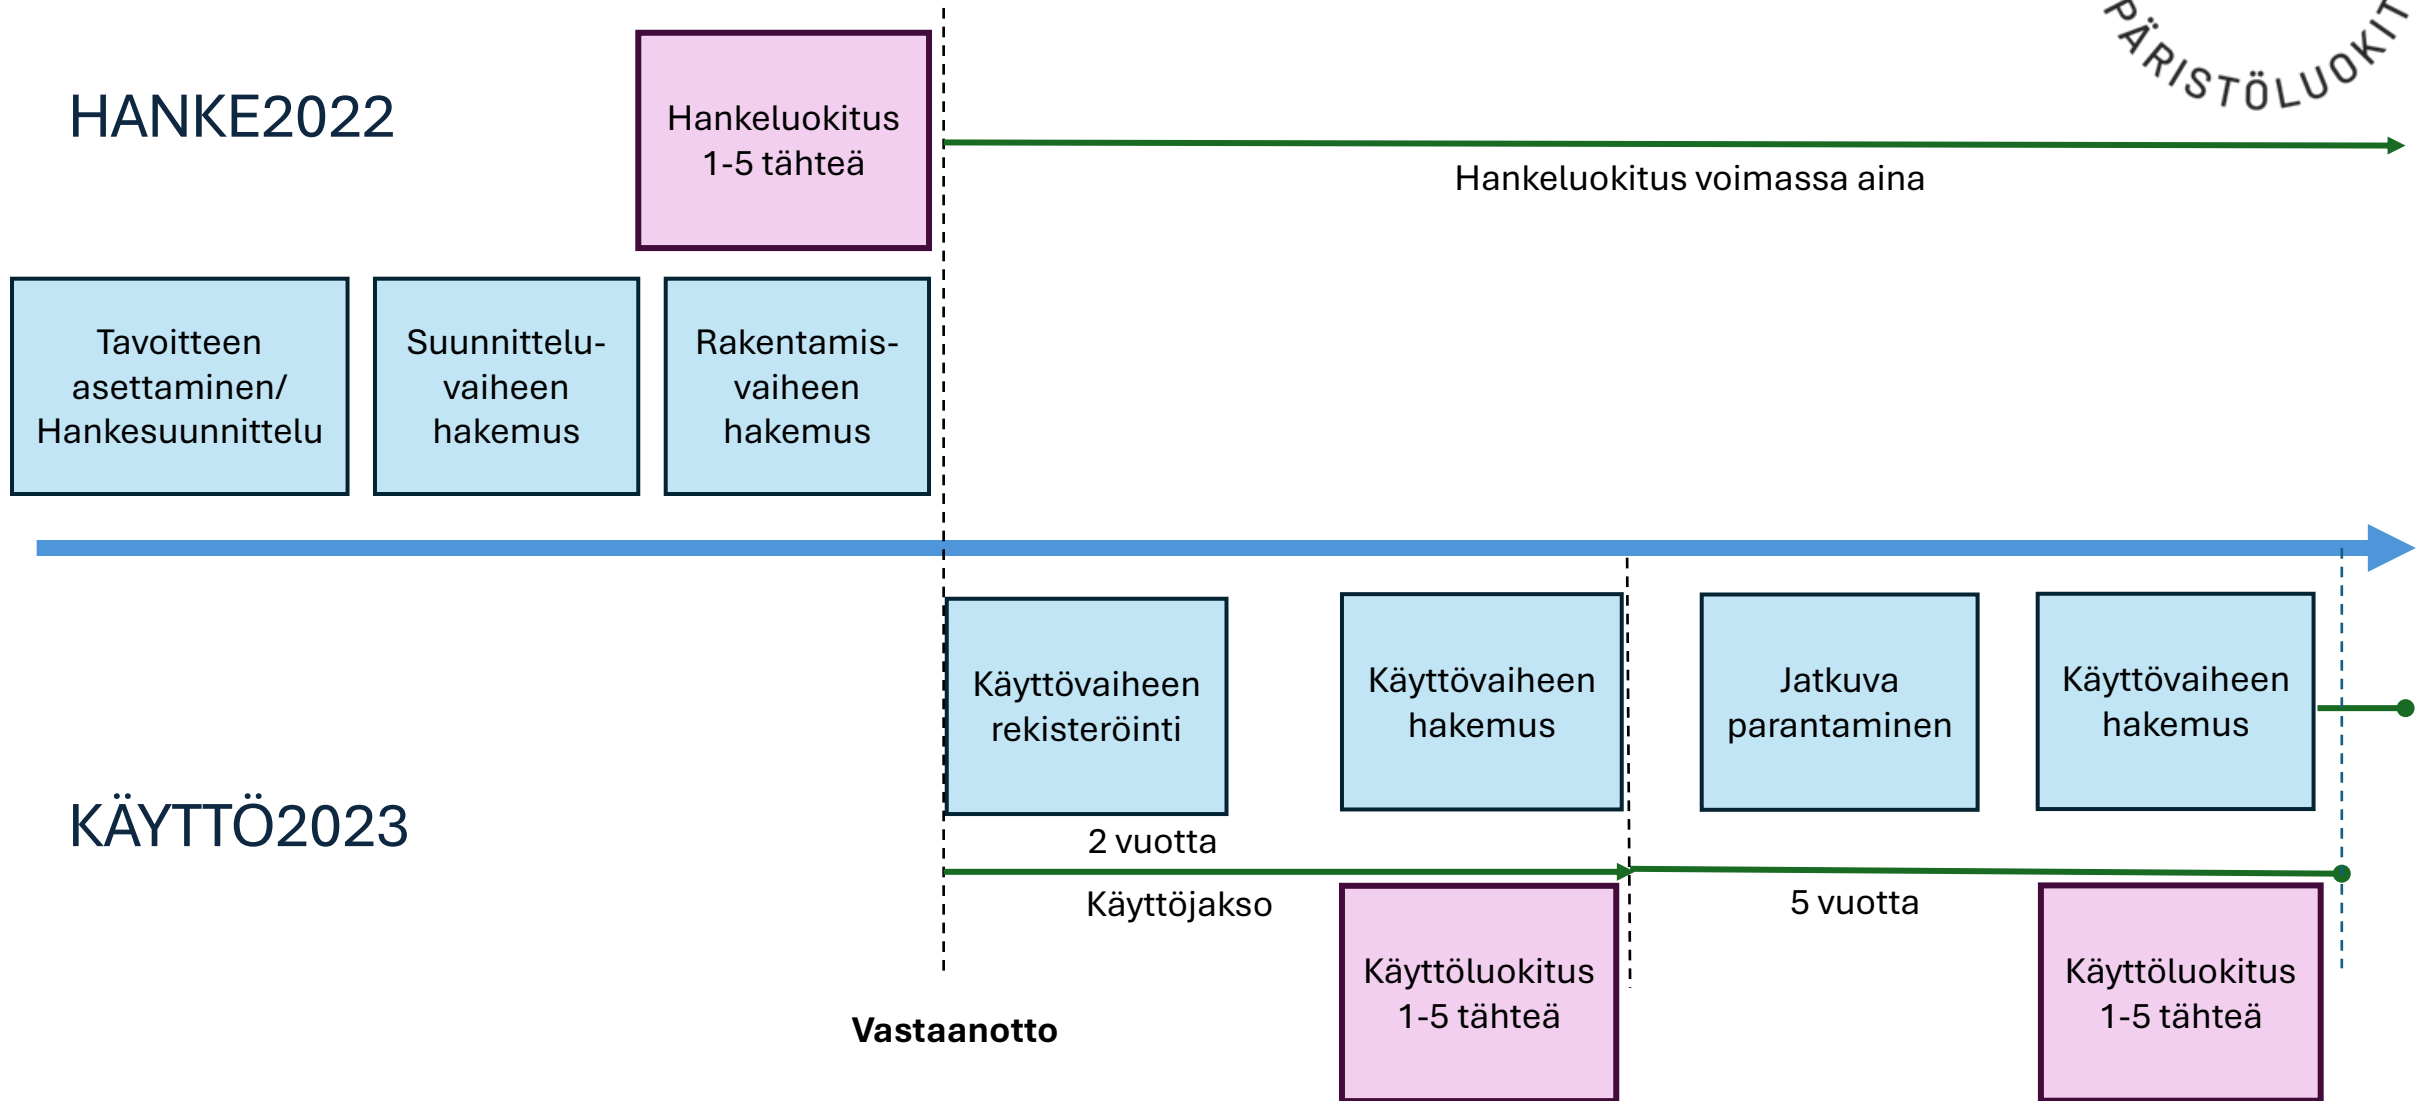 PÄRISTÖLUOKIT
HANKE2022
Hankeluokitus
1-5 tähteä
Hankeluokitus voimassa aina
Tavoitteen
asettaminen/
Hankesuunnittelu
Suunnittelu-
vaiheen
hakemus
Rakentamis-
vaiheen
hakemus
Käyttövaiheen
rekisteröinti
Käyttövaiheen
hakemus
Jatkuva
parantaminen
Käyttövaiheen
hakemus
KÄYTTÖ2023
2 vuotta
Käyttöjakso
5 vuotta
Käyttöluokitus
1-5 tähteä
Käyttöluokitus
1-5 tähteä
Vastaanotto